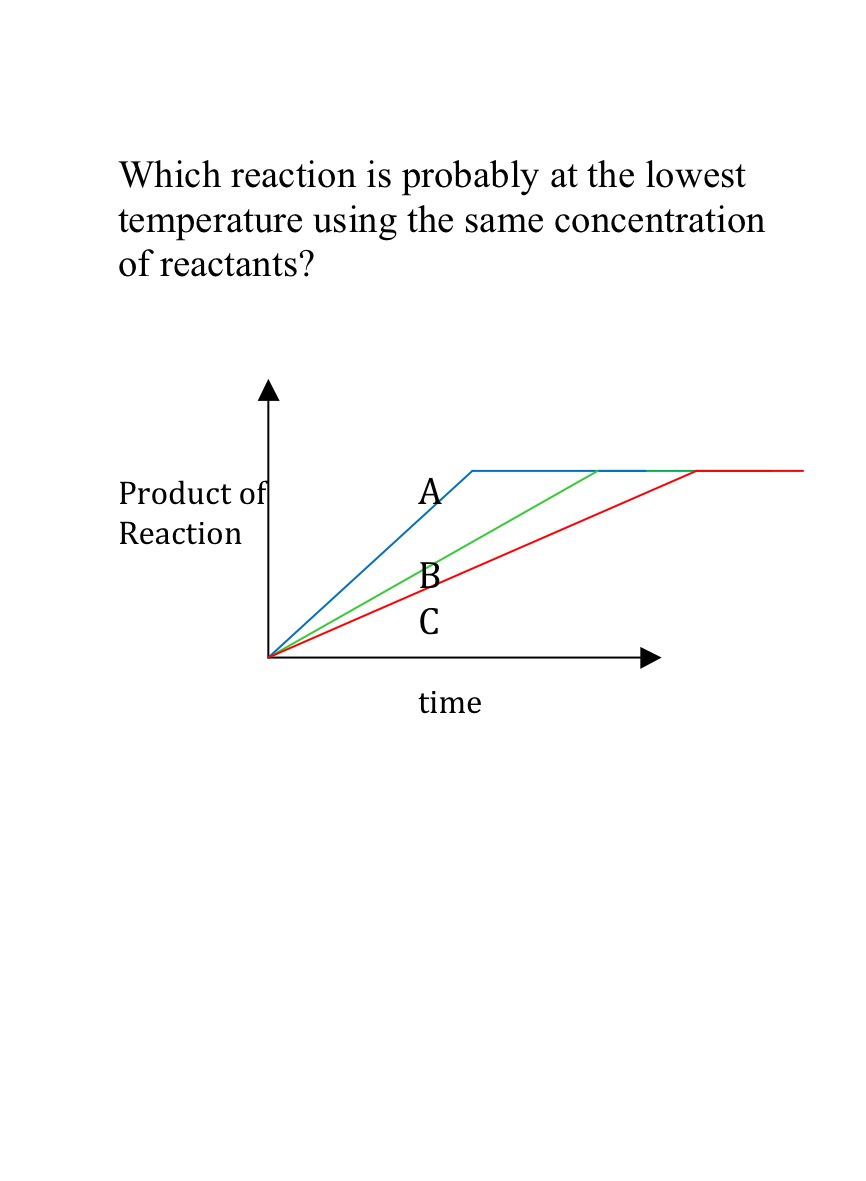 Which reaction is probably at the lowest
temperature using the same concentration
of reactants?
A
Product of
Reaction
B
C
time